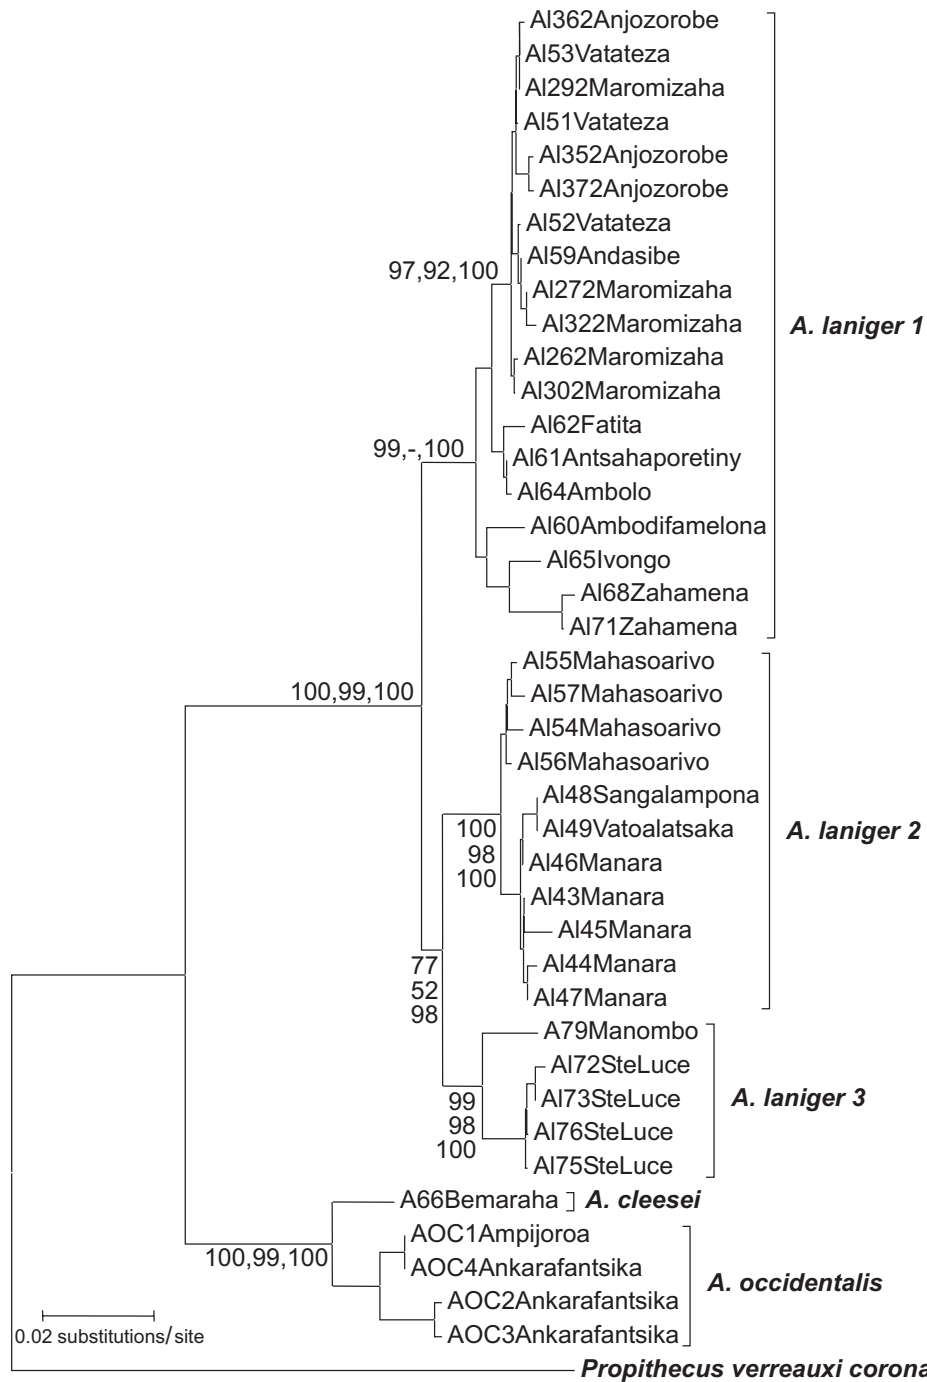 Al362Anjozorobe
Al53Vatateza
Al292Maromizaha
Al51Vatateza
Al352Anjozorobe
Al372Anjozorobe
Al52Vatateza
Al59Andasibe
97,92,100
Al272Maromizaha
Al322Maromizaha
A. laniger 1
Al262Maromizaha
Al302Maromizaha
Al62Fatita
99,-,100
Al61Antsahaporetiny
Al64Ambolo
Al60Ambodifamelona
Al65Ivongo
Al68Zahamena
Al71Zahamena
Al55Mahasoarivo
100,99,100
Al57Mahasoarivo
Al54Mahasoarivo
Al56Mahasoarivo
Al48Sangalampona
100
98
100
Al49Vatoalatsaka
A. laniger 2
Al46Manara
Al43Manara
Al45Manara
77
52
98
Al44Manara
Al47Manara
A79Manombo
Al72SteLuce
99
98
100
Al73SteLuce
A. laniger 3
Al76SteLuce
Al75SteLuce
A66Bemaraha
A. cleesei
AOC1Ampijoroa
100,99,100
AOC4Ankarafantsika
A. occidentalis
AOC2Ankarafantsika
AOC3Ankarafantsika
0.02 substitutions/site
Propithecus verreauxi corona